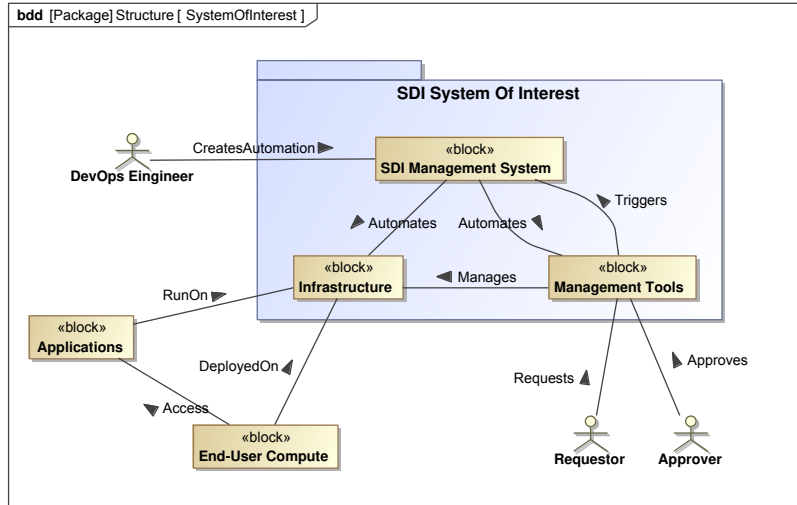 bdd [Package] Structure [ SystemOfInterest ]
SDI System Of Interest
CreatesAutomation
DevOps Eingineer
«block»
SDI Management System
Automates
Automates
Triggers
«block»
Infrastructure
Manages
«block»
Management Tools
RunOn
«block»
Applications
DeployedOn
Access
«block»
End-User Compute
Requests
Approves
Requestor
Approver